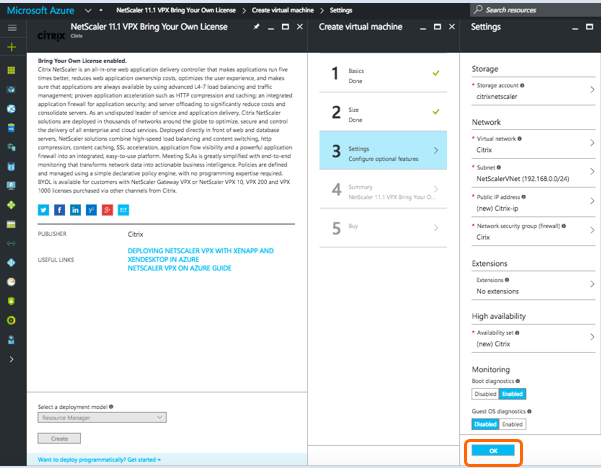 Microsoft Azure
NetScaler 11.1 VPX Bring Your Own License > Create virtual machine > Settings
Search resources
CITRIX
NetScaler 11.1 VPX Bring Your Own License
Citrix
Bring Your Own License enabled.
Citrix NetScaler is an all-in-one web application delivery controller that makes applications run five
times better, reduces web application ownership costs, optimizes the user experience, and makes
sure that applications are always available by using advanced L4-7 load balancing and traffic
management; proven application acceleration such as HTTP compression and caching; an integrated
application firewall for application security; and server offloading to significantly reduce costs and
consolidate servers. As an undisputed leader of service and application delivery, Citrix NetScaler
solutions are deployed in thousands of networks around the globe to optimize, secure and control
the delivery of all enterprise and cloud services. Deployed directly in front of web and database
servers, NetScaler solutions combine high-speed load balancing and content switching, http
compression, content caching, SSL acceleration, application flow visibility and a powerful application
firewall into an integrated, easy-to-use platform. Meeting SLAs is greatly simplified with end-to-end
monitoring that transforms network data into actionable business intelligence. Policies are defined
and managed using a simple declarative policy engine, with no programming expertise required.
BYOL is available for customers with NetScaler Gateway VPX or NetScaler VPX 10, VPX 200 and VPX
1000 licenses purchased via other channels from Citrix.
PUBLISHER
Citrix
USEFUL LINKS
DEPLOYING NETSCALER VPX WITH XENAPP AND
XENDESKTOP IN AZURE
NETSCALER VPX ON AZURE GUIDE
Select a deployment model
Resource Manager
Create
Want to deploy programmatically? Get started →
Create virtual machine
1 Basics
Done
2 Size
Done
3 Settings
Configure optional features
4 Summary
NetScaler 11.1 VPX Bring Your O...
5 Buy
Settings
Storage
* Storage account
citrixnetscaler
Network
* Virtual network
Citrix
* Subnet
NetScalerVNet (192.168.0.0/24)
* Public IP address
(new) Citrix-ip
* Network security group (firewall)
Cirix
Extensions
Extensions
No extensions
High availability
* Availability set
(new) Citrix
Monitoring
Boot diagnostics
Disabled Enabled
Guest OS diagnostics
Disabled Enabled
OK